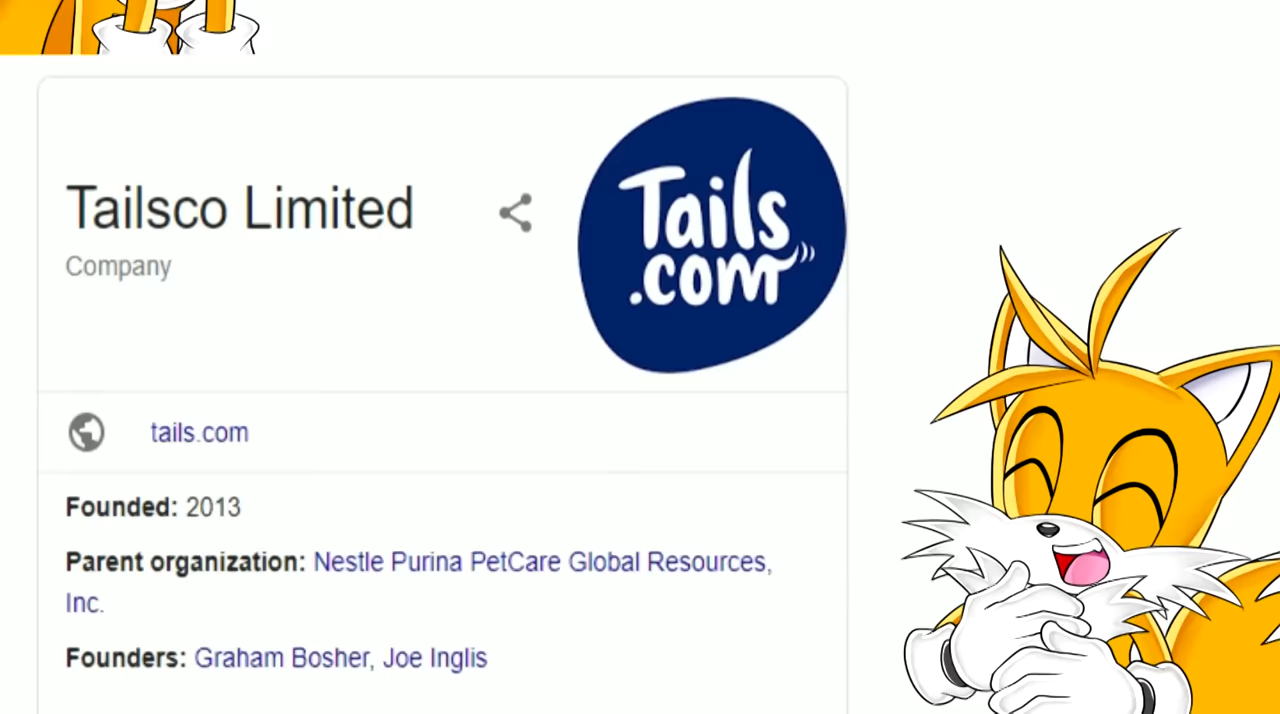 Tailsco Limited
Company
Tails
.com
tails.com
Founded: 2013
Parent organization: Nestle Purina PetCare Global Resources,
Inc.
Founders: Graham Bosher, Joe Inglis